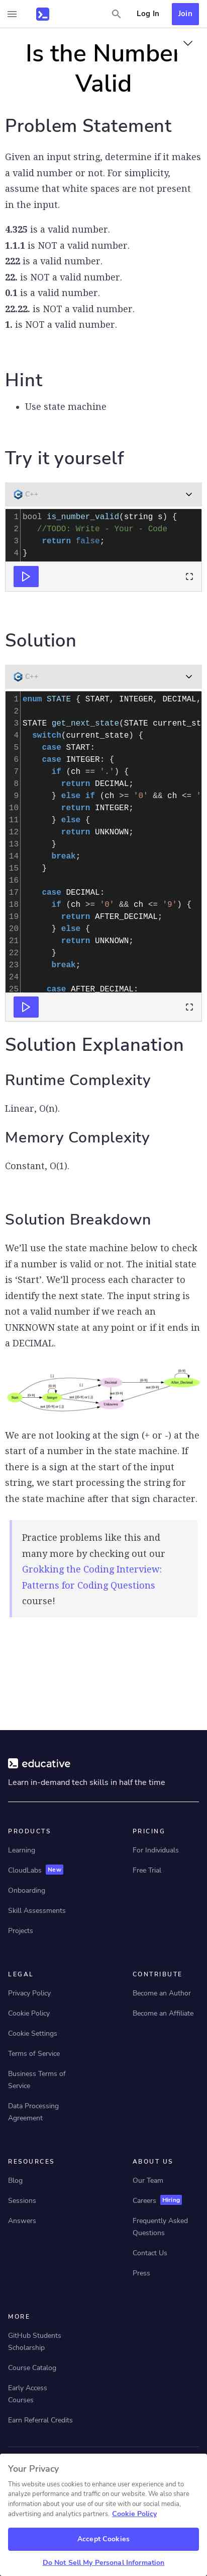 Log In
Join
Is the Number
Valid
Problem Statement
Given an input string, determine if it makes
a valid number or not. For simplicity,
assume that white spaces are not present
in the input.
4.325 is a valid number.
1.1.1 is NOT a valid number.
222 is a valid number.
22. is NOT a valid number.
0.1 is a valid number.
22.22. is NOT a valid number.
1. is NOT a valid number.
Hint
• Use state machine
Try it yourself
C++
1 bool is_number_valid(string s) {
2 //TODO: Write - Your - Code
3 return false;
4 }
Solution
C++
1 enum STATE { START, INTEGER, DECIMAL,
2
3 STATE get_next_state(STATE current_st
4 switch(current_state) {
5 case START:
6 case INTEGER: {
7 if (ch == '.') {
8 return DECIMAL;
9 } else if (ch >= '0' && ch <= '
10 return INTEGER;
11 } else {
12 return UNKNOWN;
13 }
14 break;
15 }
16
17 case DECIMAL:
18 if (ch >= '0' && ch <= '9') {
19 return AFTER_DECIMAL;
20 } else {
21 return UNKNOWN;
22 }
23 break;
24
25 case AFTER_DECIMAL:
Solution Explanation
Runtime Complexity
Linear, O(n).
Memory Complexity
Constant, O(1).
Solution Breakdown
We’ll use the state machine below to check
if a number is valid or not. The initial state
is ‘Start’. We’ll process each character to
identify the next state. The input string is
not a valid number if we reach an
UNKNOWN state at any point or if it ends in
a DECIMAL.
Start
Integer
Decimal
Unknown
After_Decimal
We are not looking at the sign (+ or -) at the
start of a number in the state machine. If
there is a sign at the start of the input
string, we start processing the string for
the state machine after that sign character.
Practice problems like this and
many more by checking out our
Grokking the Coding Interview:
Patterns for Coding Questions
course!
educative
Learn in-demand tech skills in half the time
PRODUCTS
Learning
CloudLabs New
Onboarding
Skill Assessments
Projects
PRICING
For Individuals
Free Trial
LEGAL
Privacy Policy
Cookie Policy
Cookie Settings
Terms of Service
Business Terms of
Service
Data Processing
Agreement
CONTRIBUTE
Become an Author
Become an Affiliate
RESOURCES
Blog
Sessions
Answers
ABOUT US
Our Team
Careers Hiring
Frequently Asked
Questions
Contact Us
Press
MORE
GitHub Students
Scholarship
Course Catalog
Early Access
Courses
Earn Referral Credits
Your Privacy
This website uses cookies to enhance user experience and to
analyze performance and traffic on our website. We also share
information about your use of our site with our social media,
advertising and analytics partners. Cookie Policy
Accept Cookies
Do Not Sell My Personal Information